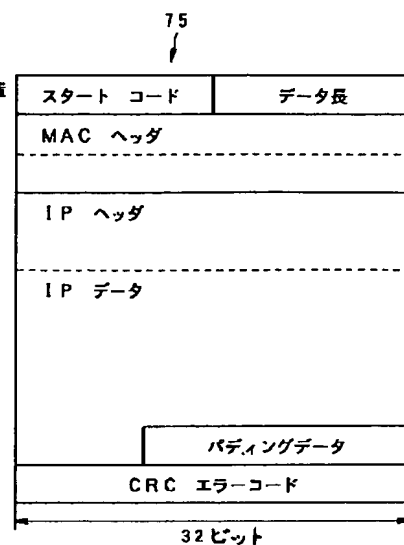 75
スタート コード データ長
MAC ヘッダ
IP ヘッダ
IP データ
パディングデータ
CRC エラーコード
32ビット